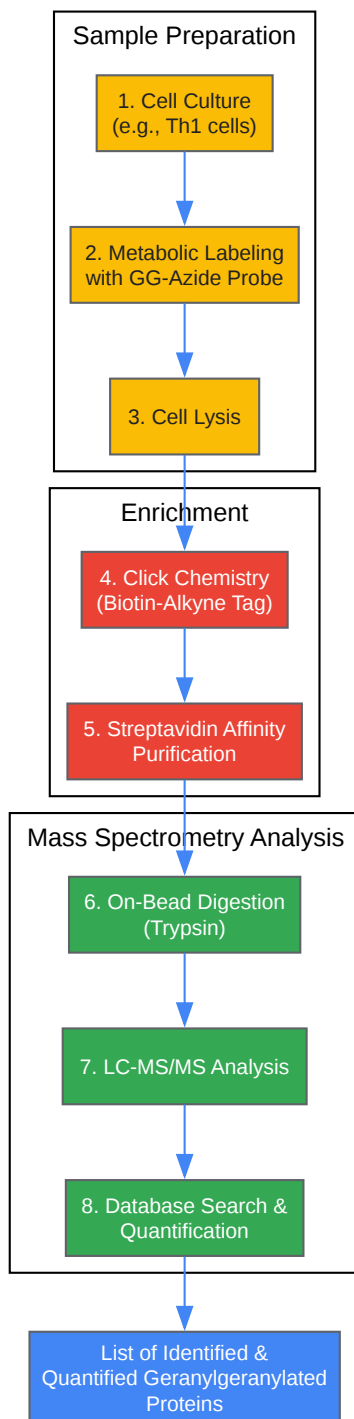 Sample Preparation
1. Cell Culture
(e.g., Th1 cells)
2. Metabolic Labeling
with GG-Azide Probe
3. Cell Lysis
Enrichment
4. Click Chemistry
(Biotin-Alkyne Tag)
5. Streptavidin Affinity
Purification
Mass Spectrometry Analysis
6. On-Bead Digestion
(Trypsin)
7. LC-MS/MS Analysis
8. Database Search &
Quantification
List of Identified &
Quantified Geranylgeranylated
Proteins